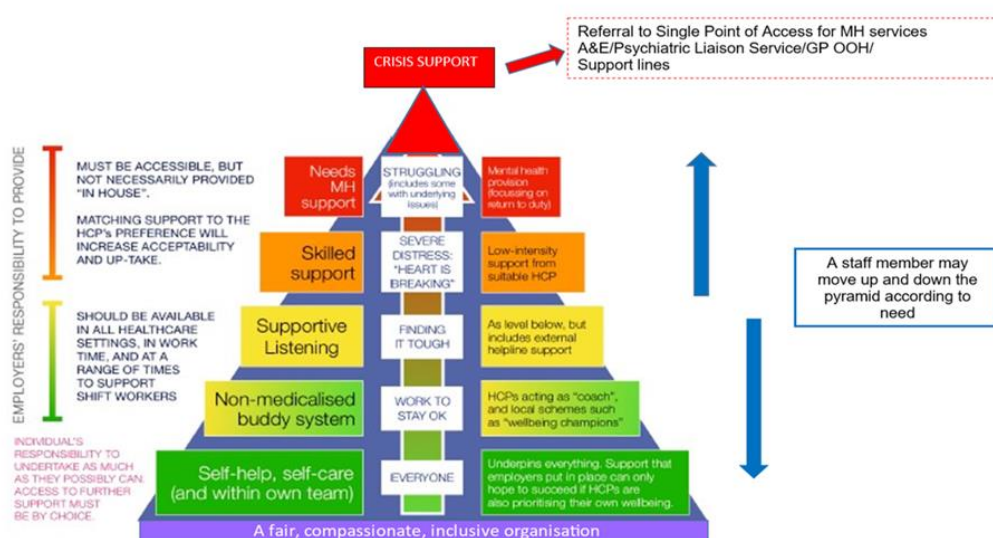 CRISIS SUPPORT
Referral to Single Point of Access for MH services
A&E/Psychiatric Liaison Service/GP OOH/
Support lines
EMPLOYERS' RESPONSIBILITY TO PROVIDE
MUST BE ACCESSIBLE, BUT
NOT NECESSARILY PROVIDED
"IN HOUSE".
MATCHING SUPPORT TO THE
HCP's PREFERENCE WILL
INCREASE ACCEPTABILITY
AND UP-TAKE.
SHOULD BE AVAILABLE
IN ALL HEALTHCARE
SETTINGS, IN WORK
TIME, AND AT A
RANGE OF TIMES
TO SUPPORT
SHIFT WORKERS
INDIVIDUAL'S
RESPONSIBILITY TO
UNDERTAKE AS MUCH
AS THEY POSSIBLY CAN.
ACCESS TO FURTHER
SUPPORT MUST
BE BY CHOICE.
Needs
MH
support
STRUGGLING
(includes some
with underlying
issues)
Mental health
provision
(focussing on
return to duty)
Skilled
support
SEVERE
DISTRESS:
"HEART IS
BREAKING"
Low-intensity
support from
suitable HCP
Supportive
Listening
FINDING
IT TOUGH
As level below, but
includes external
helpline support
Non-medicalised
buddy system
WORK TO
STAY OK
HCPs acting as "coach",
and local schemes such
as "wellbeing champions"
Self-help, self-care
(and within own team)
EVERYONE
Underpins everything. Support that
employers put in place can only
hope to succeed if HCPs are
also prioritising their own wellbeing.
A fair, compassionate, inclusive organisation
A staff member may
move up and down the
pyramid according to
need